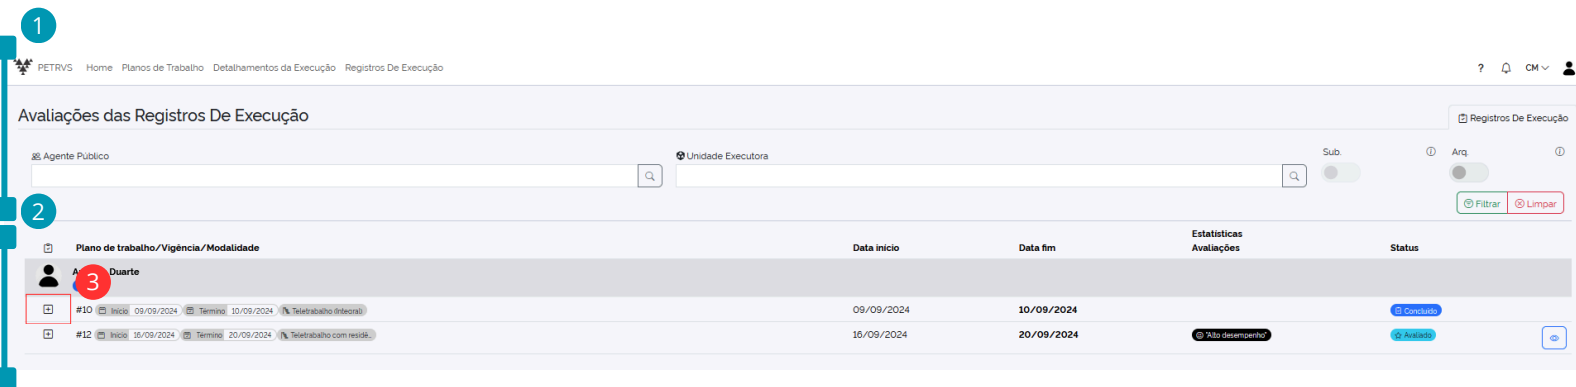 1
PETRVS Home Planos de Trabalho Detalhamentos da Execução Registros De Execução ? CM
Avaliações das Registros De Execução
Registros De Execução
Agente Público
Unidade Executora
Sub.
Arq.
Filtrar Limpar
2
Plano de trabalho/Vigência/Modalidade Data início Data fim Estatísticas Avaliações Status
Duarte
3
#10 Início 09/09/2024 Término 10/09/2024 Teletrabalho (Integral) 09/09/2024 10/09/2024 Concluído
#12 Início 16/09/2024 Término 20/09/2024 Teletrabalho com residê... 16/09/2024 20/09/2024 "Alto desempenho" Avaliado